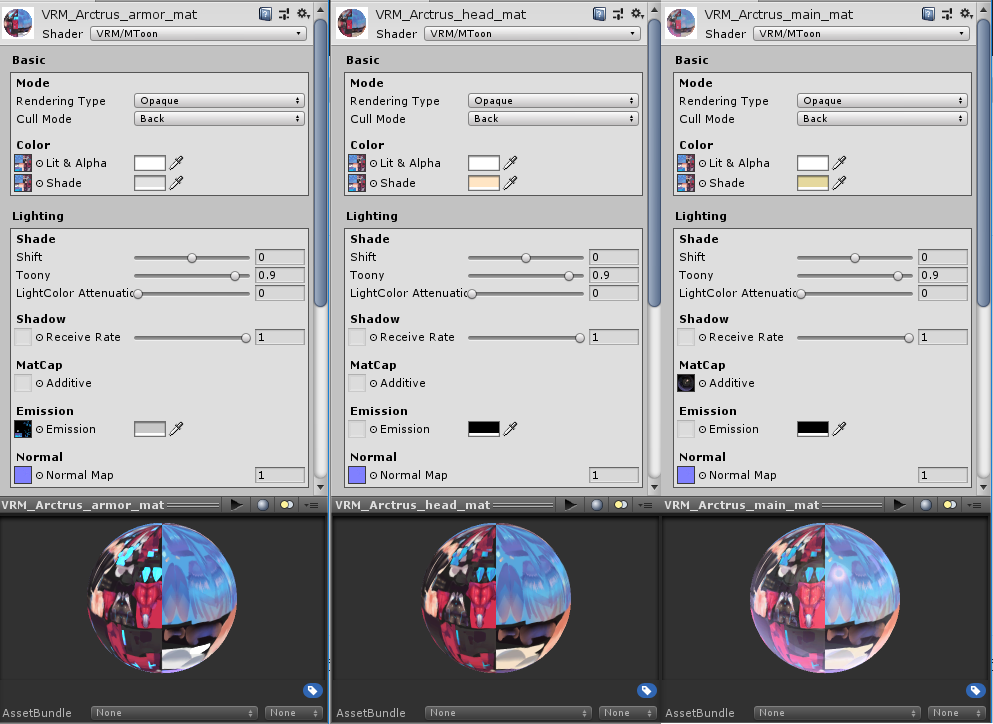 VRM_Arctrus_armor_mat
Shader VRM/MToon
Basic
Mode
Rendering Type Opaque
Cull Mode Back
Color
Lit & Alpha
Shade
Lighting
Shade
Shift 0
Toony 0.9
LightColor Attenuatic 0
Shadow
Receive Rate 1
MatCap
Additive
Emission
Emission
Normal
Normal Map 1
VRM_Arctrus_armor_mat
AssetBundle None None
VRM_Arctrus_head_mat
Shader VRM/MToon
Basic
Mode
Rendering Type Opaque
Cull Mode Back
Color
Lit & Alpha
Shade
Lighting
Shade
Shift 0
Toony 0.9
LightColor Attenuatic 0
Shadow
Receive Rate 1
MatCap
Additive
Emission
Emission
Normal
Normal Map 1
VRM_Arctrus_head_mat
AssetBundle None None
VRM_Arctrus_main_mat
Shader VRM/MToon
Basic
Mode
Rendering Type Opaque
Cull Mode Back
Color
Lit & Alpha
Shade
Lighting
Shade
Shift 0
Toony 0.9
LightColor Attenuatic 0
Shadow
Receive Rate 1
MatCap
Additive
Emission
Emission
Normal
Normal Map 1
VRM_Arctrus_main_mat
AssetBundle None None